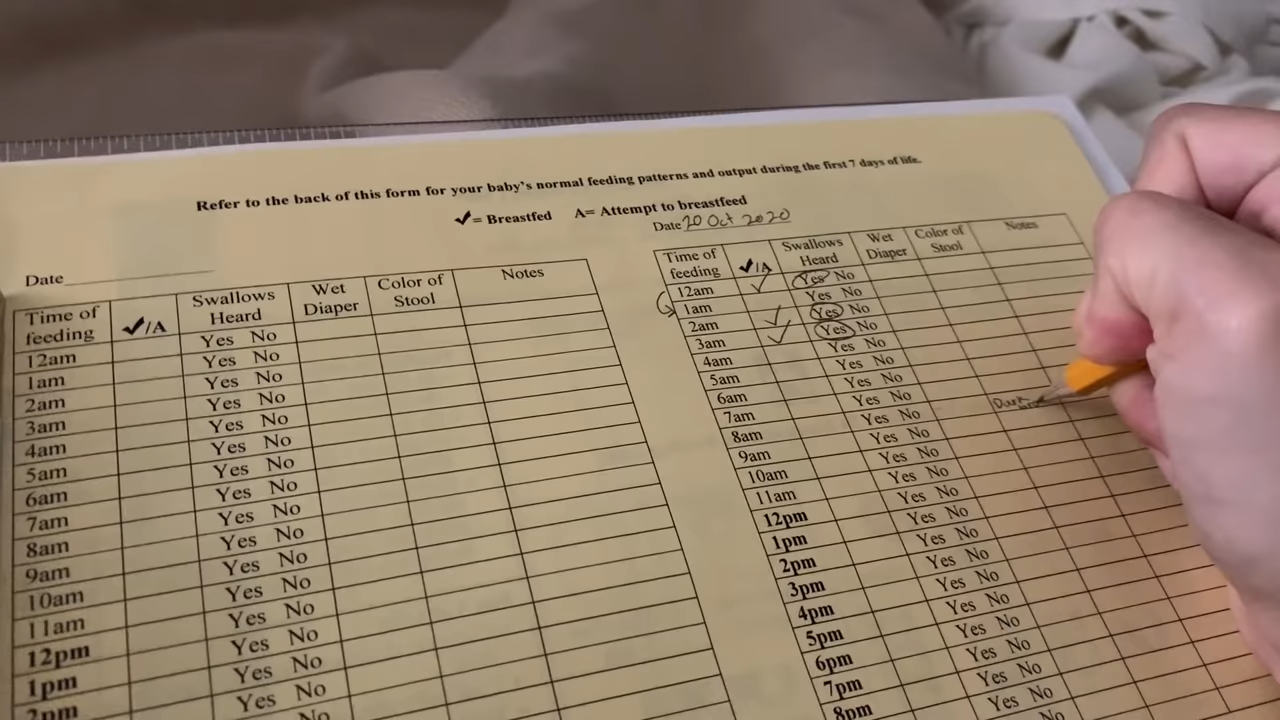 Refer to the back of this form for your baby's normal feeding patterns and output during the first 7 days of life.
✔= Breastfed A= Attempt to breastfeed
Date
Time of feeding ✔/A Swallows Heard Wet Diaper Color of Stool Notes
Yes No
12am Yes No
1am Yes No
2am Yes No
3am Yes No
4am Yes No
5am Yes No
6am Yes No
7am Yes No
8am Yes No
9am Yes No
10am Yes No
11am Yes No
12pm Yes No
1pm Yes No
2pm Yes No
No
Date 20 Oct 2020
Time of feeding ✔/A Swallows Heard Wet Diaper Color of Stool Notes
12am ✓ Yes No
1am Yes No
2am ✓ Yes No
3am ✓ Yes No
4am Yes No
5am Yes No
6am Yes No
7am Yes No
8am Yes No
9am Yes No
10am Yes No
11am Yes No
12pm Yes No
1pm Yes No
2pm Yes No
3pm Yes No
4pm Yes No
5pm Yes No
6pm Yes No
7pm Yes No
8pm Yes No